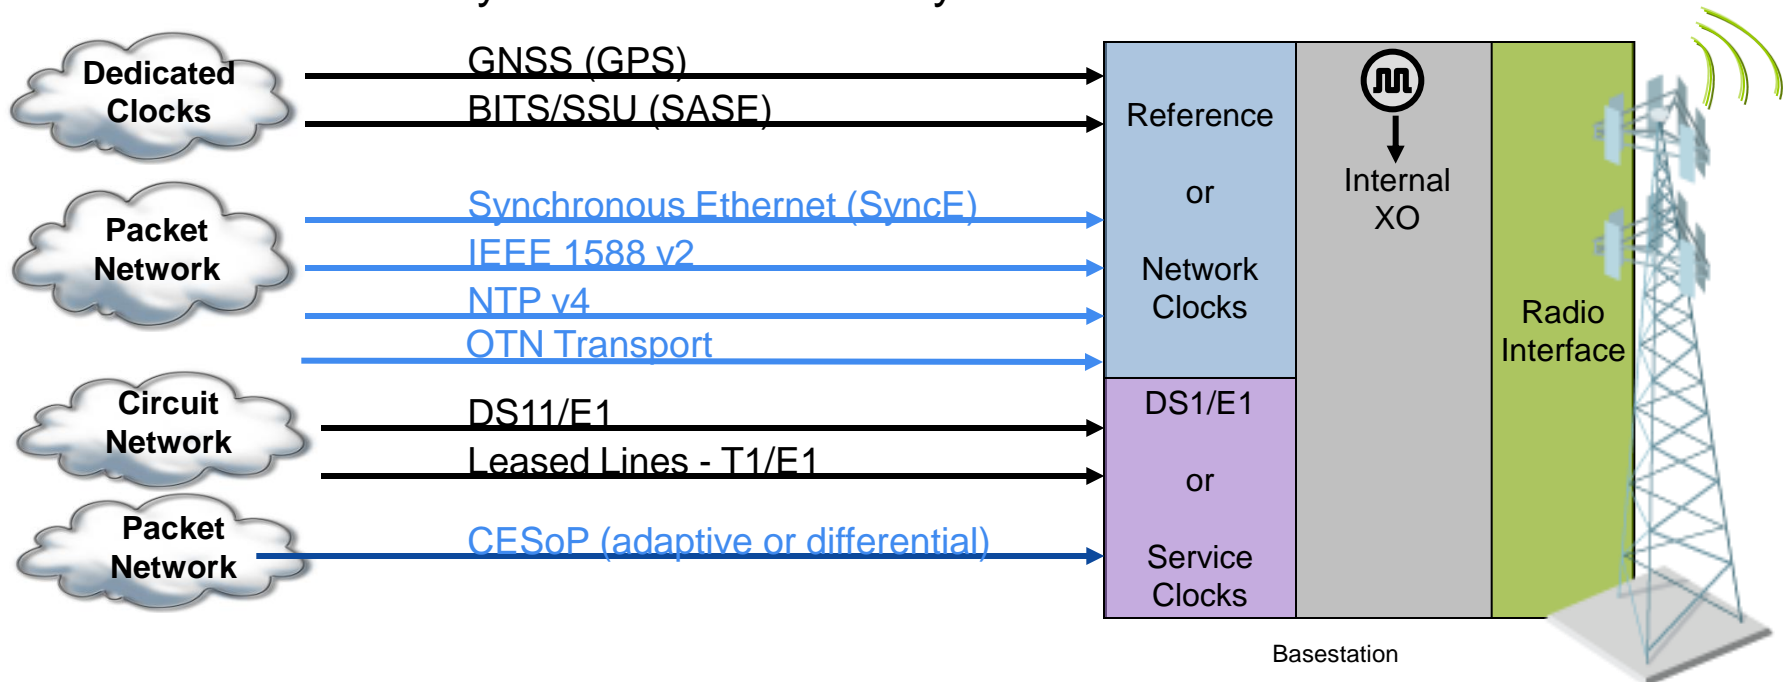 Dedicated
Clocks
GNSS (GPS)
BITS/SSU (SASE)
Packet
Network
Synchronous Ethernet (SyncE)
IEEE 1588 v2
NTP v4
OTN Transport
Circuit
Network
DS11/E1
Leased Lines - T1/E1
Packet
Network
CESoP (adaptive or differential)
Reference
or
Network
Clocks
DS1/E1
or
Service
Clocks
Internal
XO
Radio
Interface
Basestation